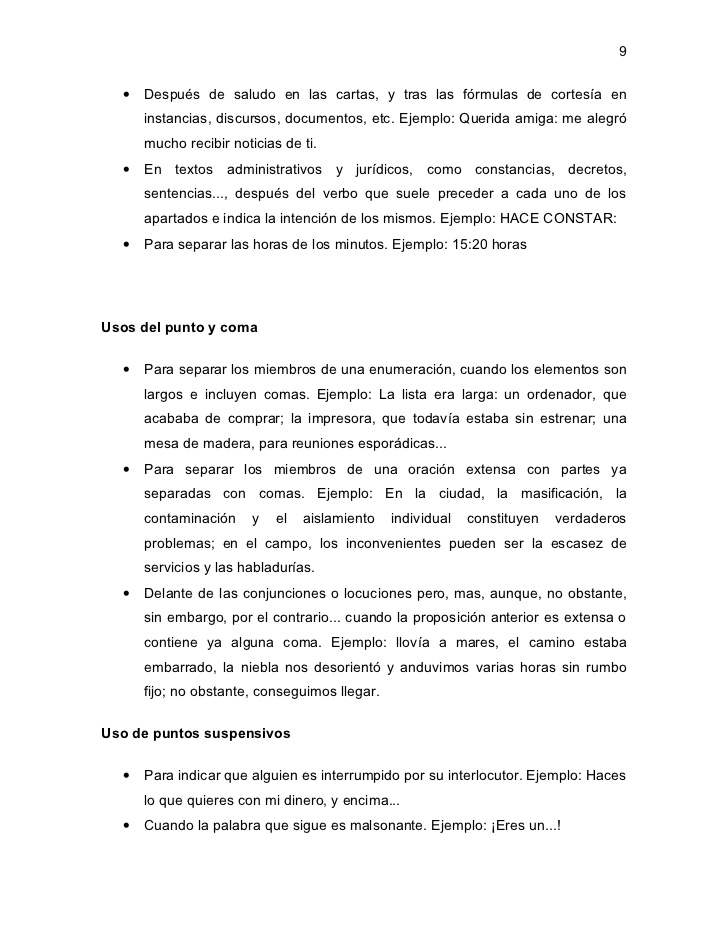 9
• Después de saludo en las cartas, y tras las fórmulas de cortesía en
instancias, discursos, documentos, etc. Ejemplo: Querida amiga: me alegró
mucho recibir noticias de ti.
• En textos administrativos y jurídicos, como constancias, decretos,
sentencias..., después del verbo que suele preceder a cada uno de los
apartados e indica la intención de los mismos. Ejemplo: HACE CONSTAR:
• Para separar las horas de los minutos. Ejemplo: 15:20 horas
Usos del punto y coma
• Para separar los miembros de una enumeración, cuando los elementos son
largos e incluyen comas. Ejemplo: La lista era larga: un ordenador, que
acababa de comprar; la impresora, que todavía estaba sin estrenar; una
mesa de madera, para reuniones esporádicas...
• Para separar los miembros de una oración extensa con partes ya
separadas con comas. Ejemplo: En la ciudad, la masificación, la
contaminación y el aislamiento individual constituyen verdaderos
problemas; en el campo, los inconvenientes pueden ser la escasez de
servicios y las habladurías.
• Delante de las conjunciones o locuciones pero, mas, aunque, no obstante,
sin embargo, por el contrario... cuando la proposición anterior es extensa o
contiene ya alguna coma. Ejemplo: llovía a mares, el camino estaba
embarrado, la niebla nos desorientó y anduvimos varias horas sin rumbo
fijo; no obstante, conseguimos llegar.
Uso de puntos suspensivos
• Para indicar que alguien es interrumpido por su interlocutor. Ejemplo: Haces
lo que quieres con mi dinero, y encima...
• Cuando la palabra que sigue es malsonante. Ejemplo: ¡Eres un...!